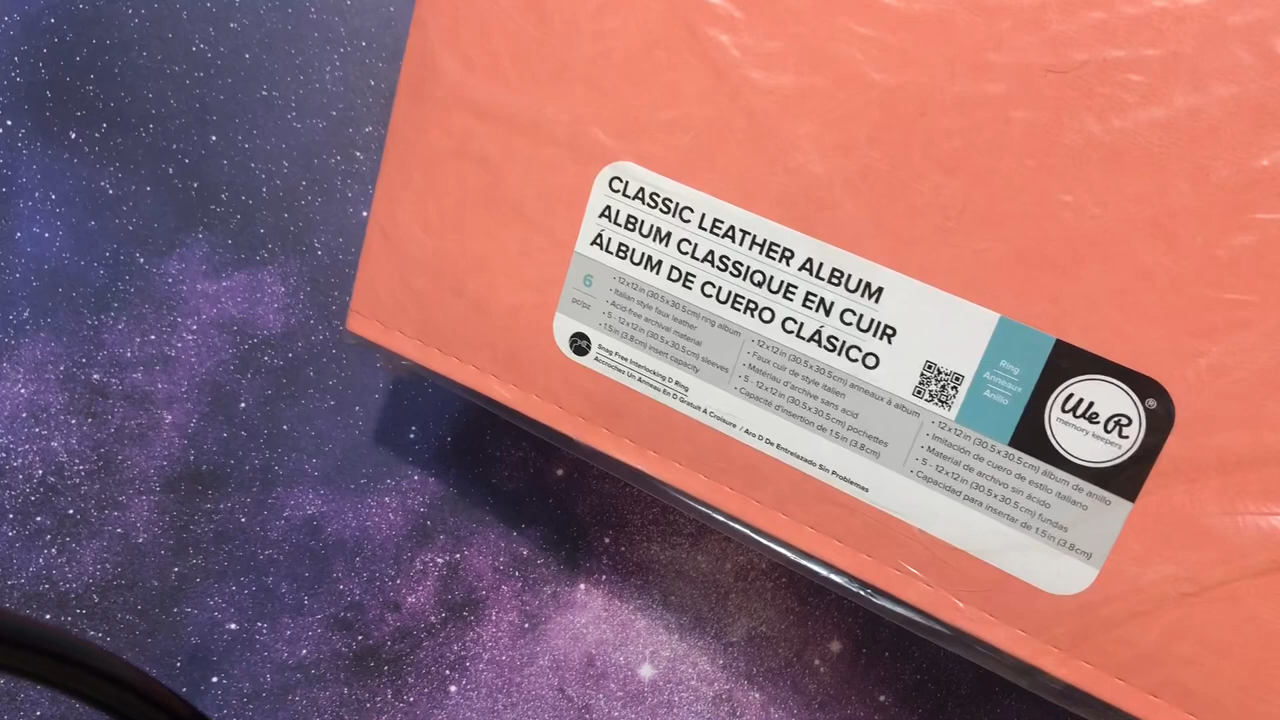 CLASSIC LEATHER ALBUM
ALBUM CLASSIQUE EN CUIR
ÁLBUM DE CUERO CLÁSICO
6
pc/pz
• 12x12in (30.5x30.5cm) ring album
• Italian style faux leather
• Acid-free archival material
• 5 - 12x12in (30.5x30.5cm) sleeves
• 1.5in (3.8cm) insert capacity
• 12x12in (30.5x30.5cm) anneaux à album
• Faux cuir de style italien
• Matériau d'archive sans acid
• 5 - 12x12in (30.5x30.5cm) pochettes
• Capacité d'insertion de 1.5in (3.8cm)
• 12x12in (30.5x30.5cm) álbum de anillo
• Imitación de cuero de estilo italiano
• Material de archivo sin ácido
• 5 - 12x12in (30.5x30.5cm) fundas
• Capacidad para insertar de 1.5in (3.8cm)
Snag Free Interlocking D Ring
Accrochez Un Anneau En D Gratuit À Croisure / Aro D De Entrelazado Sin Problemas
Ring
Anneaux
Anillo
We R
memory keepers
®